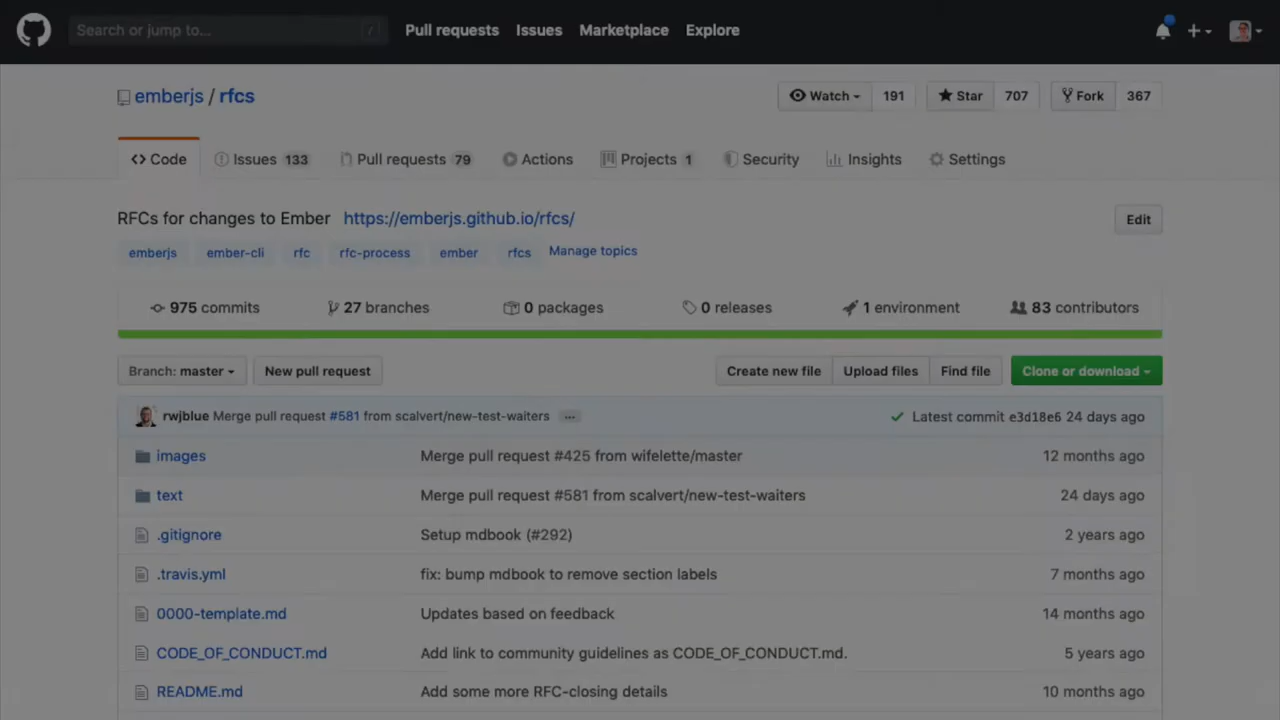 Search or jump to... / Pull requests Issues Marketplace Explore
emberjs / rfcs Watch 191 Star 707 Fork 367
Code Issues 133 Pull requests 79 Actions Projects 1 Security Insights Settings
RFCs for changes to Ember https://emberjs.github.io/rfcs/ Edit
emberjs ember-cli rfc rfc-process ember rfcs Manage topics
975 commits 27 branches 0 packages 0 releases 1 environment 83 contributors
Branch: master New pull request Create new file Upload files Find file Clone or download
rwjblue Merge pull request #581 from scalvert/new-test-waiters ... Latest commit e3d18e6 24 days ago
images Merge pull request #425 from wifelette/master 12 months ago
text Merge pull request #581 from scalvert/new-test-waiters 24 days ago
.gitignore Setup mdbook (#292) 2 years ago
.travis.yml fix: bump mdbook to remove section labels 7 months ago
0000-template.md Updates based on feedback 14 months ago
CODE_OF_CONDUCT.md Add link to community guidelines as CODE_OF_CONDUCT.md. 5 years ago
README.md Add some more RFC-closing details 10 months ago